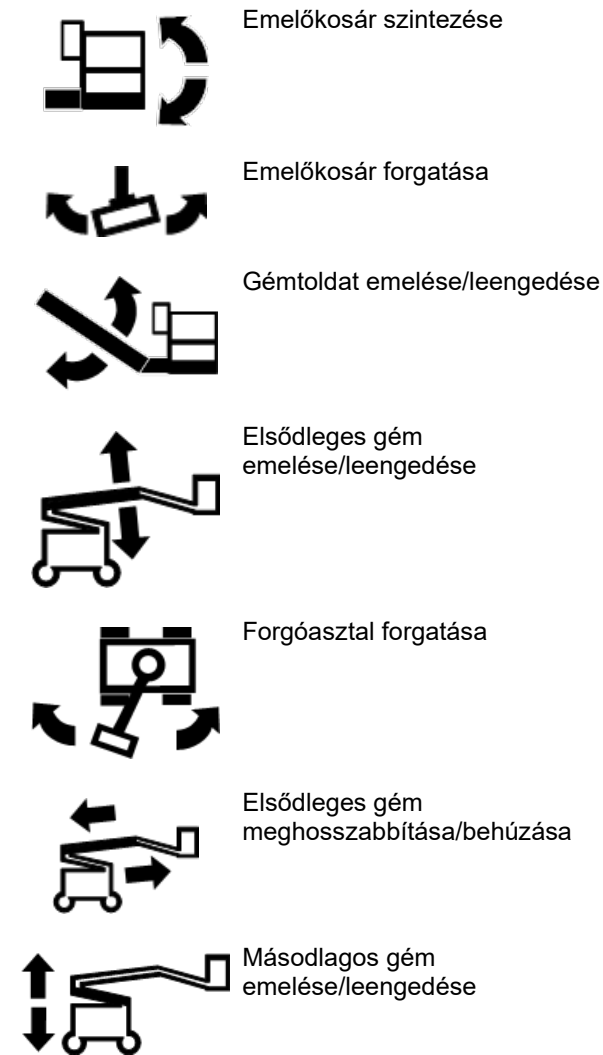 Emelőkosár szintezése
Emelőkosár forgatása
Gémtoldat emelése/leengedése
Elsődleges gém
emelése/leengedése
Forgóasztal forgatása
Elsődleges gém
meghosszabbítása/behúzása
Másodlagos gém
emelése/leengedése